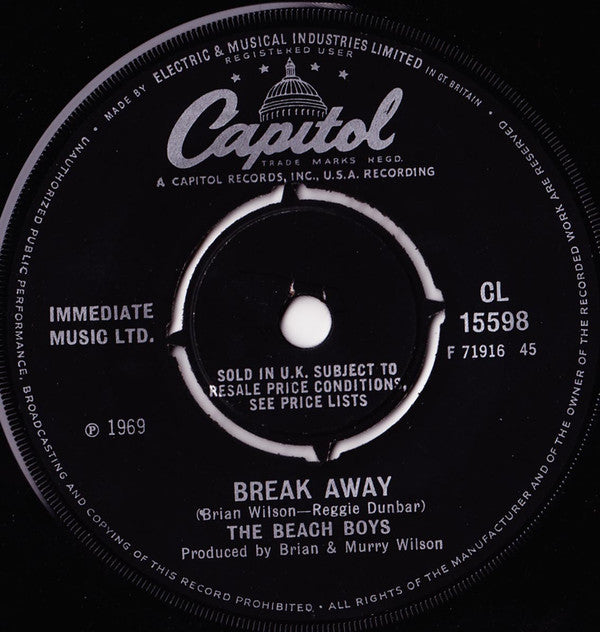 MADE BY ELECTRIC & MUSICAL INDUSTRIES LIMITED IN GT. BRITAIN • ALL RIGHTS OF THE MANUFACTURER AND OF THE OWNER OF THE RECORDED WORK ARE RESERVED
UNAUTHORIZED PUBLIC PERFORMANCE, BROADCASTING AND COPYING OF THIS RECORD PROHIBITED.
REGISTERED USER
Capitol
TRADE MARKS REGD.
A CAPITOL RECORDS, INC., U.S.A. RECORDING
IMMEDIATE
MUSIC LTD.
CL
15598
F 71916 45
SOLD IN U.K. SUBJECT TO
RESALE PRICE CONDITIONS,
SEE PRICE LISTS
℗ 1969
BREAK AWAY
(Brian Wilson—Reggie Dunbar)
THE BEACH BOYS
Produced by Brian & Murry Wilson